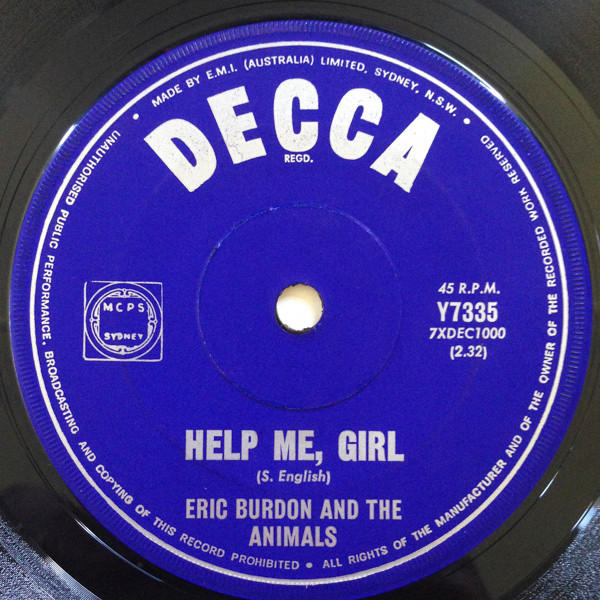 • MADE BY E.M.I. (AUSTRALIA) LIMITED, SYDNEY, N.S.W. •
DECCA
REGD.
MCPS
SYDNEY
45 R.P.M.
Y7335
7XDEC1000
(2.32)
HELP ME, GIRL
(S. English)
ERIC BURDON AND THE
ANIMALS
UNAUTHORISED PUBLIC PERFORMANCE, BROADCASTING AND COPYING OF THIS RECORD PROHIBITED • ALL RIGHTS OF THE MANUFACTURER AND OF THE OWNER OF THE RECORDED WORK RESERVED